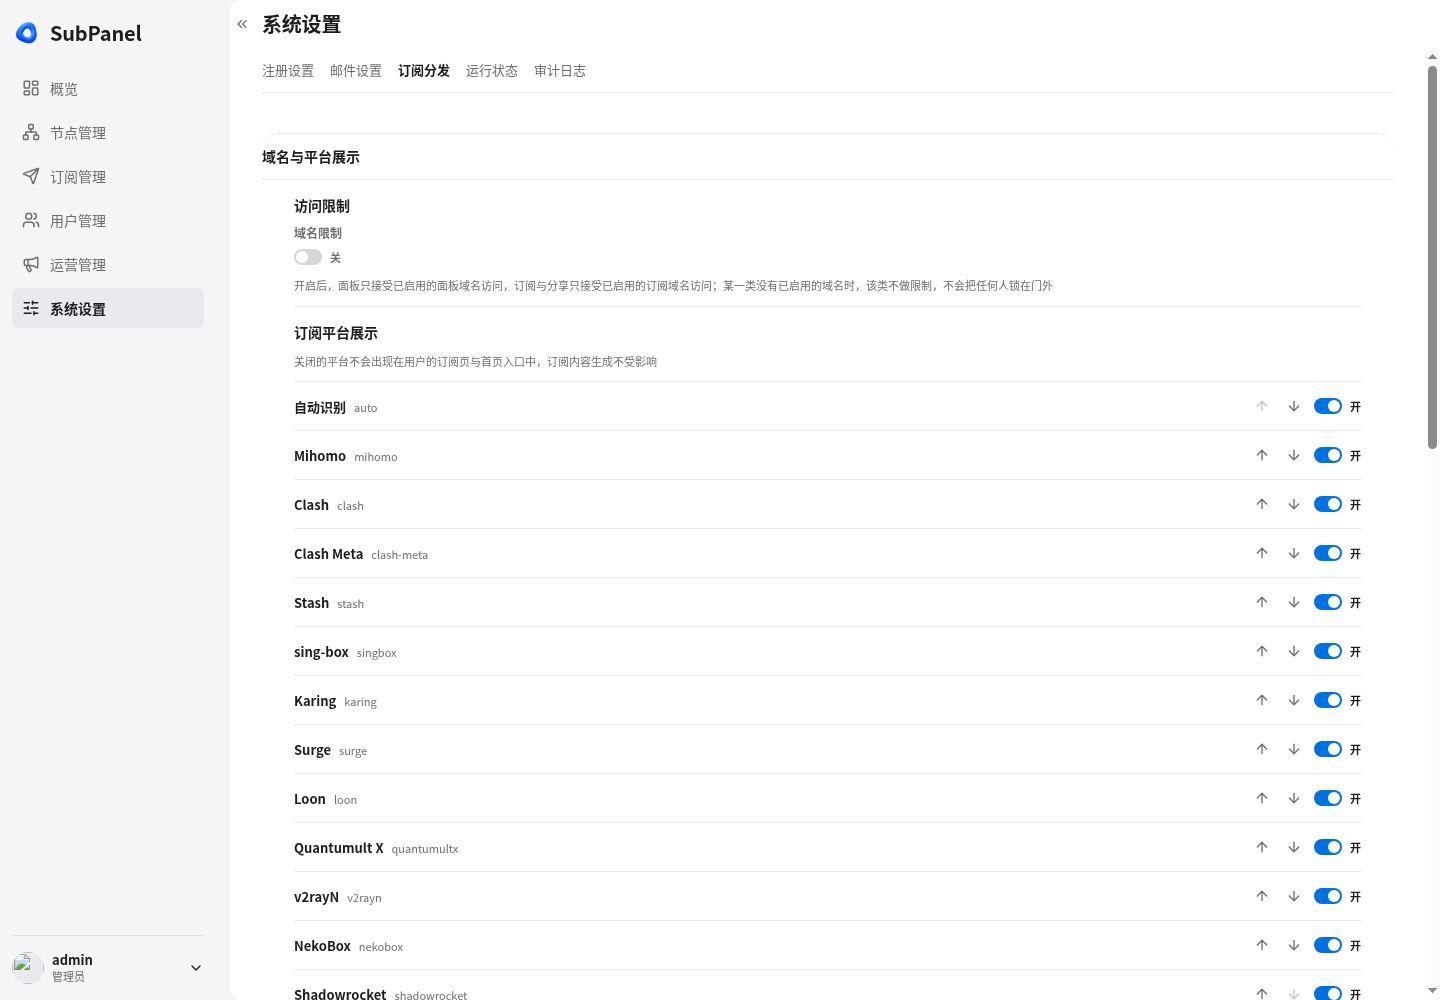 SubPanel
概览
节点管理
订阅管理
用户管理
运营管理
系统设置
admin
管理员
系统设置
注册设置 邮件设置 订阅分发 运行状态 审计日志
域名与平台展示
访问限制
域名限制
关
开启后，面板只接受已启用的面板域名访问，订阅与分享只接受已启用的订阅域名访问；某一类没有已启用的域名时，该类不做限制，不会把任何人锁在门外
订阅平台展示
关闭的平台不会出现在用户的订阅页与首页入口中，订阅内容生成不受影响
自动识别 auto 开
Mihomo mihomo 开
Clash clash 开
Clash Meta clash-meta 开
Stash stash 开
sing-box singbox 开
Karing karing 开
Surge surge 开
Loon loon 开
Quantumult X quantumultx 开
v2rayN v2rayn 开
NekoBox nekobox 开
Shadowrocket shadowrocket 开